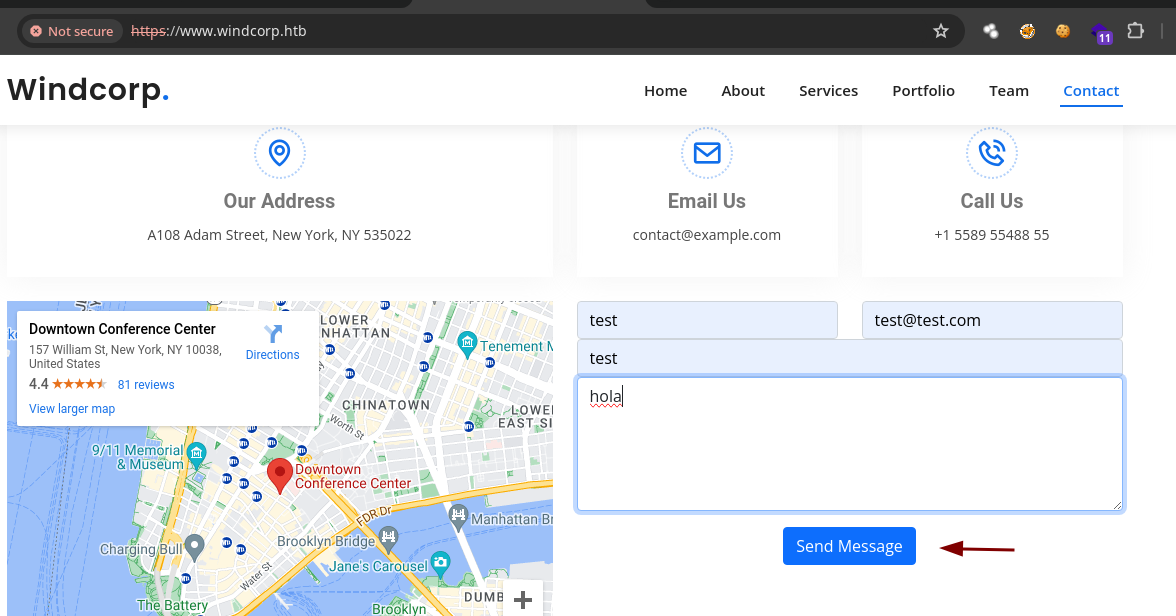 Not secure https://www.windcorp.htb 11
Windcorp. Home About Services Portfolio Team Contact
Our Address
A108 Adam Street, New York, NY 535022
Email Us
contact@example.com
Call Us
+1 5589 55488 55
Downtown Conference Center
157 William St, New York, NY 10038,
United States
4.4 81 reviews
View larger map
Directions
LOWER
MANHATTAN
Tenement M
CHINATOWN
LOWE
EAST SI
Worth St
9/11 Memorial
& Museum
Downtown
Conference Center
FDR Dr
Manhattan Br
Brooklyn Bridge
Charging Bull
Jane's Carousel
Water St
The Battery
DUMB
Brooklyn
+
test
test@test.com
test
hola
Send Message